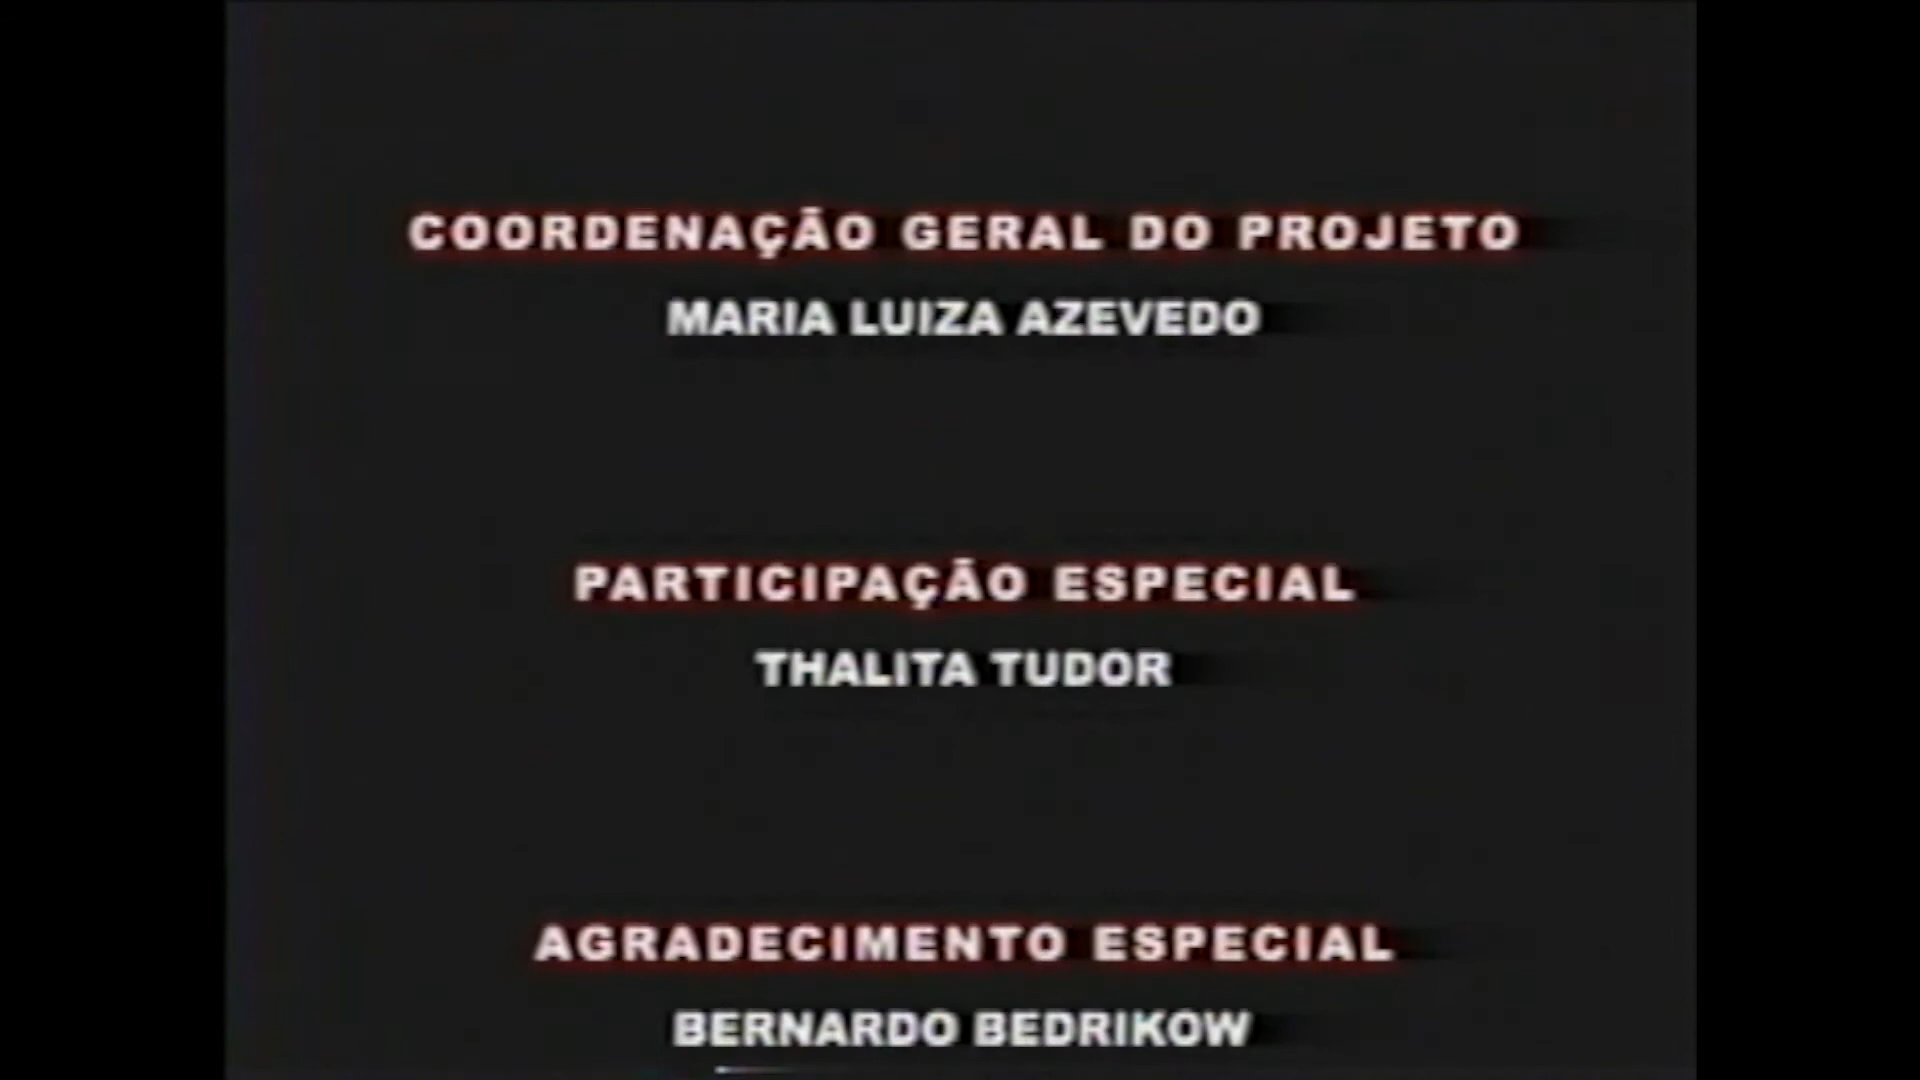 COORDENAÇÃO GERAL DO PROJETO
MARIA LUIZA AZEVEDO
PARTICIPAÇÃO ESPECIAL
THALITA TUDOR
AGRADECIMENTO ESPECIAL
BERNARDO BEDRIKOW